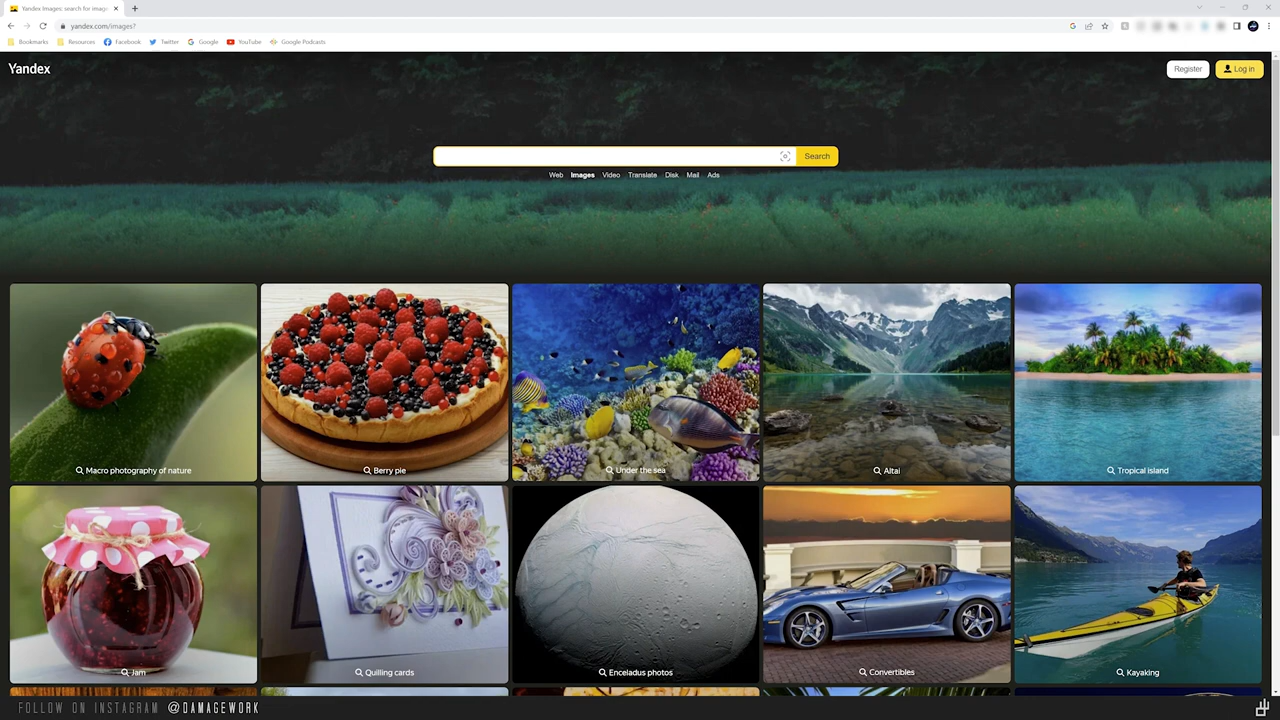 Yandex Images: search for imag
yandex.com/images?
Bookmarks Resources Facebook Twitter Google YouTube Google Podcasts
Yandex
Register Log in
Search
Web Images Video Translate Disk Mail Ads
Macro photography of nature Berry pie Under the sea Altai Tropical island
Jam Quilling cards Enceladus photos Convertibles Kayaking
FOLLOW ON INSTAGRAM @DAMAGEWORK